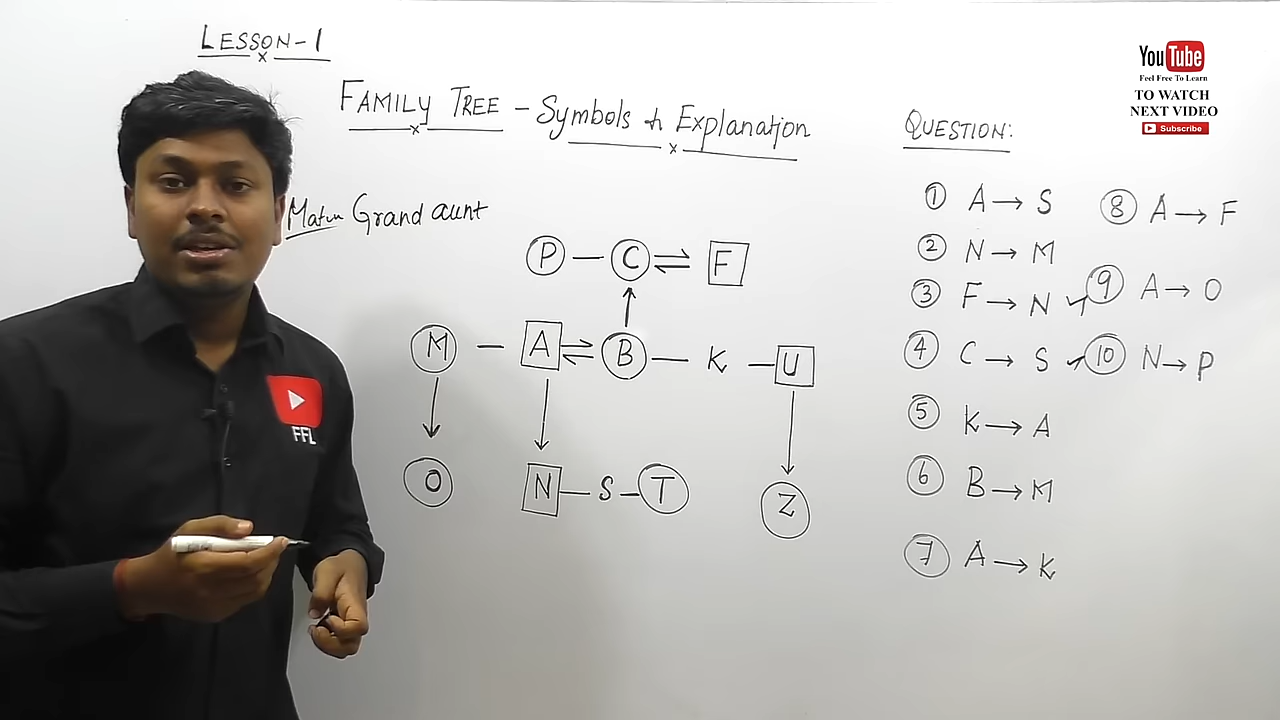 LESSON-1
FAMILY TREE - Symbols & Explanation
Grand aunt
P — C ⇌ F
M — A ⇌ B — K — U
O
N — S — T
Z
QUESTION:
① A → S
② N → M
③ F → N ✓
④ C → S ✓
⑤ K → A
⑥ B → M
⑦ A → K
⑧ A → F
⑨ A → O
⑩ N → P
YouTube
Feel Free To Learn
TO WATCH
NEXT VIDEO
Subscribe
FFL